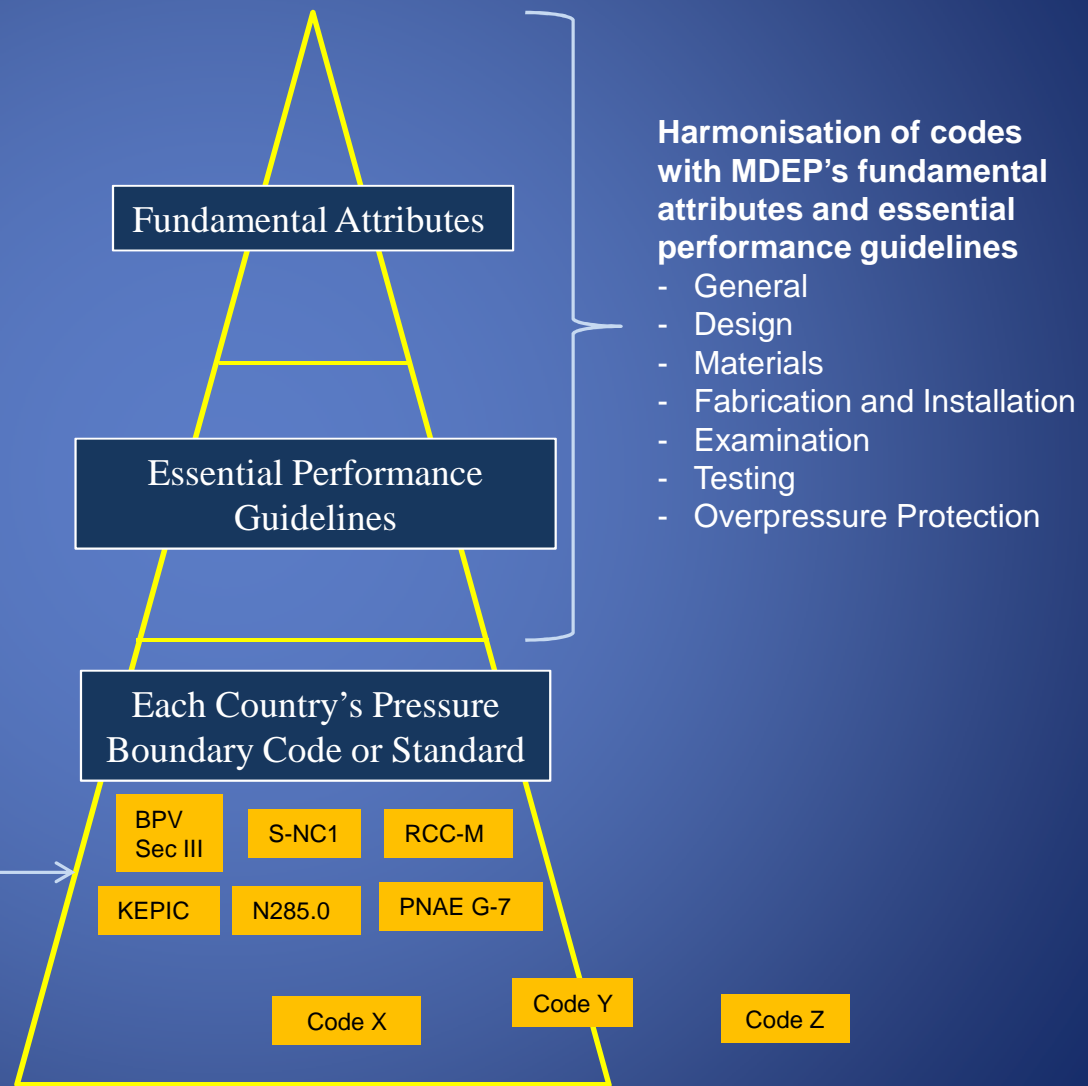 Fundamental Attributes
Essential Performance
Guidelines
Each Country's Pressure
Boundary Code or Standard
BPV
Sec III
S-NC1
RCC-M
KEPIC
N285.0
PNAE G-7
Code X
Code Y
Code Z
Harmonisation of codes
with MDEP's fundamental
attributes and essential
performance guidelines
- General
- Design
- Materials
- Fabrication and Installation
- Examination
- Testing
- Overpressure Protection